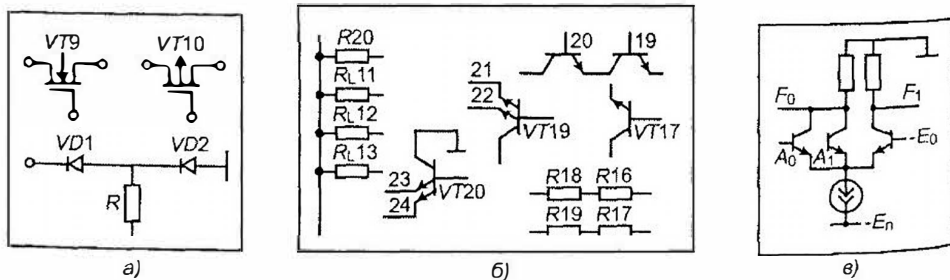 VT9
VT10
VD1
VD2
R
а)
R20
RL11
RL12
RL13
20
19
21
22
VT19
VT17
23
24
VT20
R18
R16
R19
R17
б)
F0
F1
A0
A1
-E0
-Eп
в)